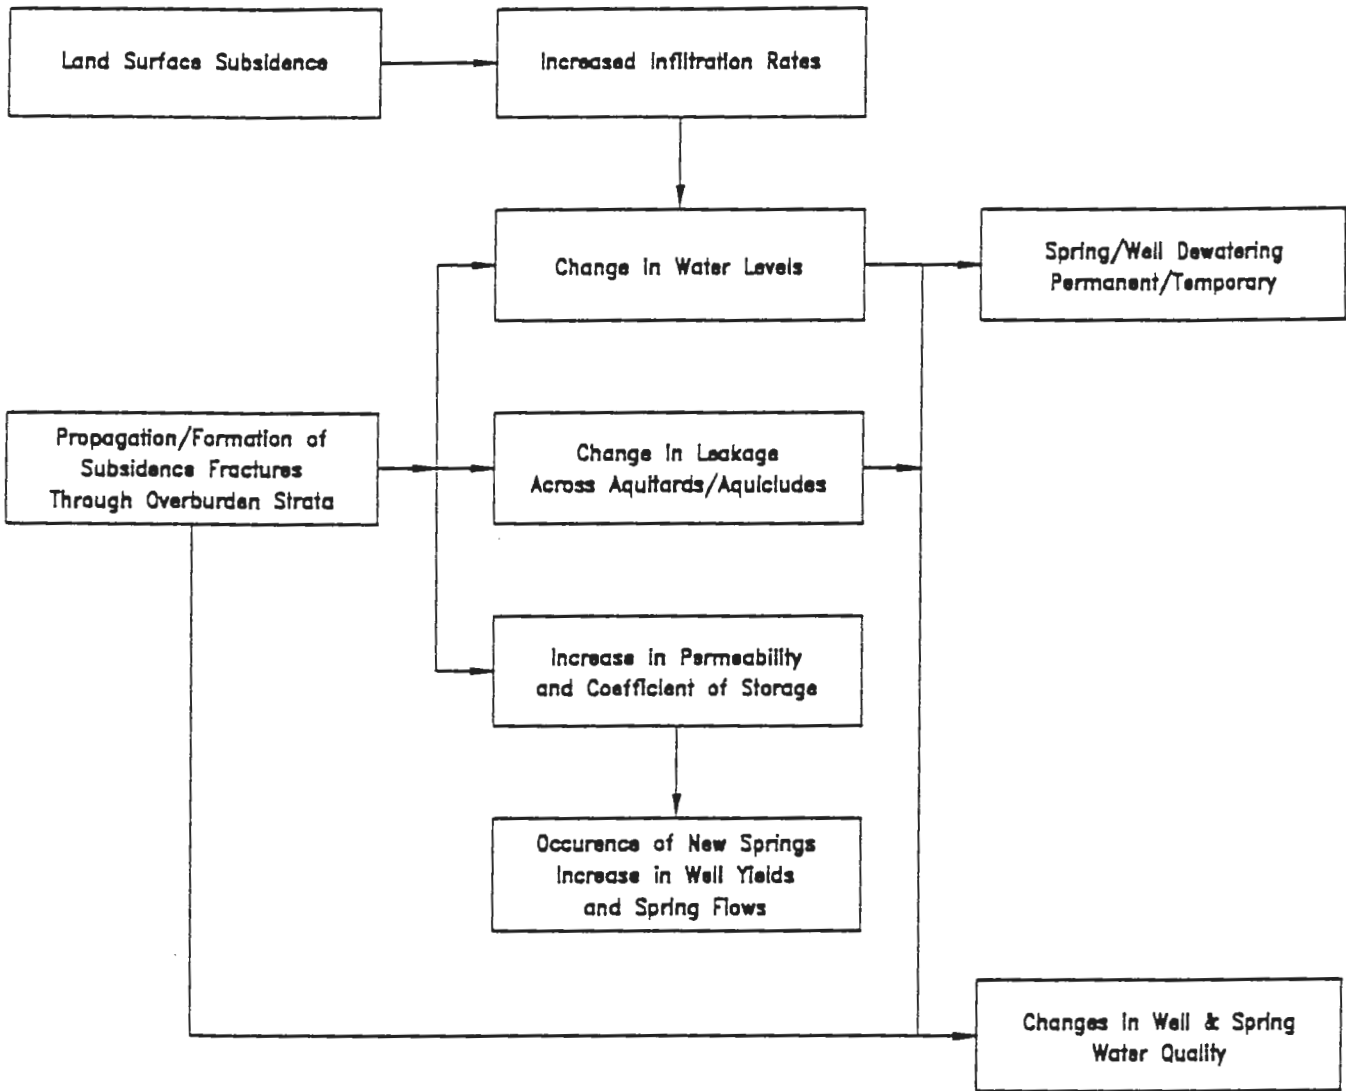 Land Surface Subsidence
Increased Infiltration Rates
Change in Water Levels
Spring/Well Dewatering
Permanent/Temporary
Propagation/Formation of
Subsidence Fractures
Through Overburden Strata
Change in Leakage
Across Aquitards/Aquicludes
Increase in Permeability
and Coefficient of Storage
Occurence of New Springs
Increase in Well Yields
and Spring Flows
Changes in Well & Spring
Water Quality